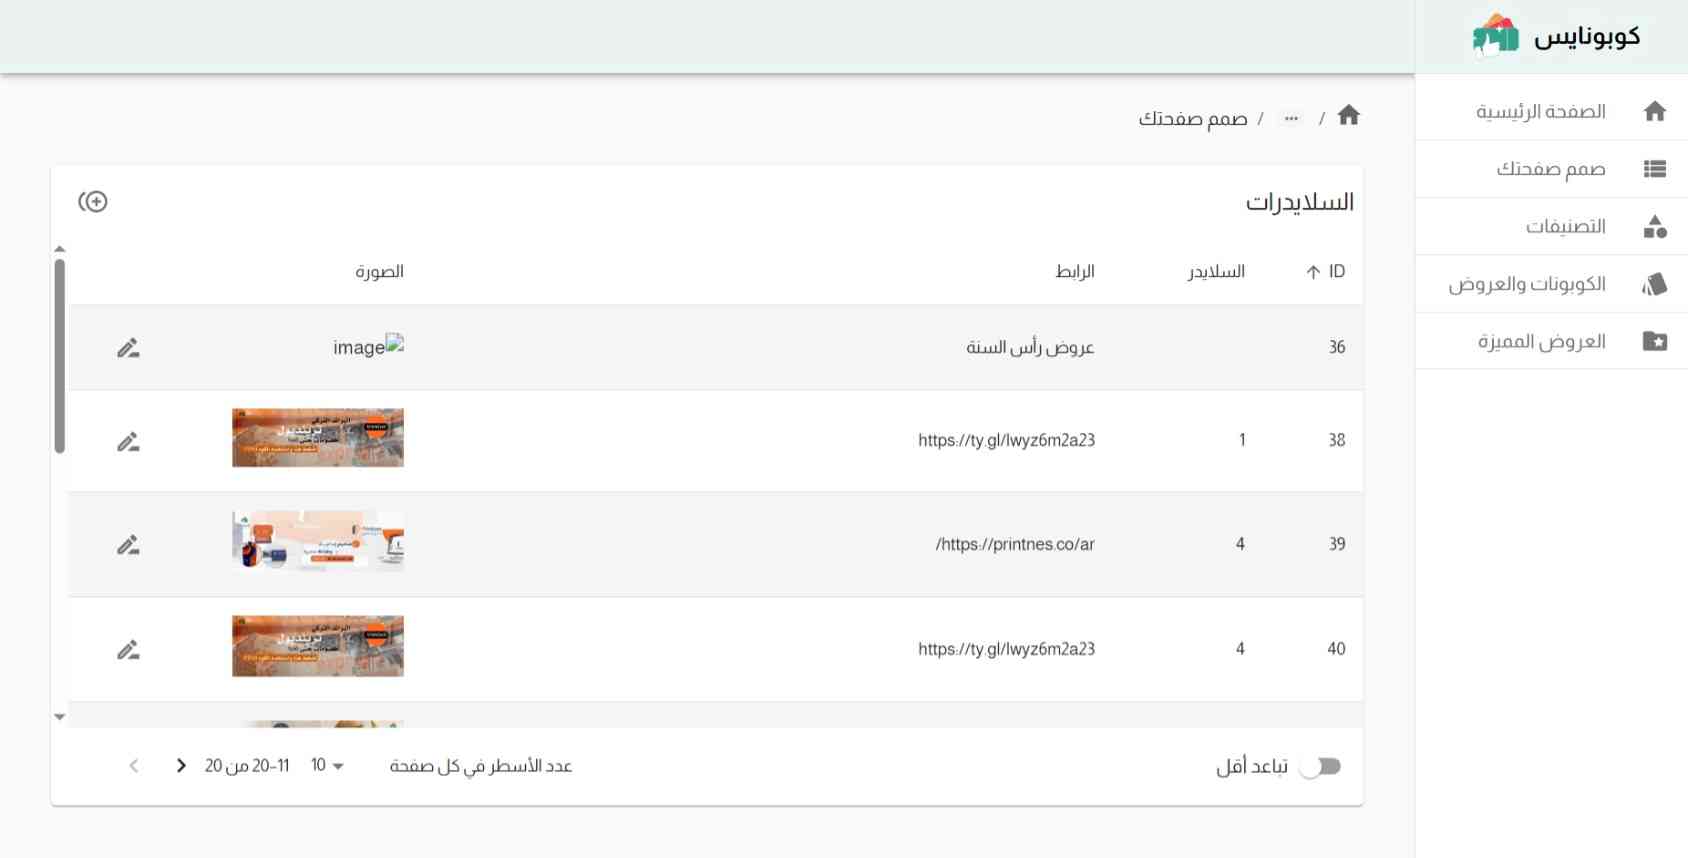 كوبونايس
الصفحة الرئيسية
صمم صفحتك
التصنيفات
الكوبونات والعروض
العروض المميزة
/ ... / صمم صفحتك
السلايدرات
ID السلايدر الرابط الصورة
36 عروض رأس السنة image
38 1 https://ty.gl/lwyz6m2a23
39 4 https://printnes.co/ar/
40 4 https://ty.gl/lwyz6m2a23
تباعد أقل
عدد الأسطر في كل صفحة 10 11–20 من 20